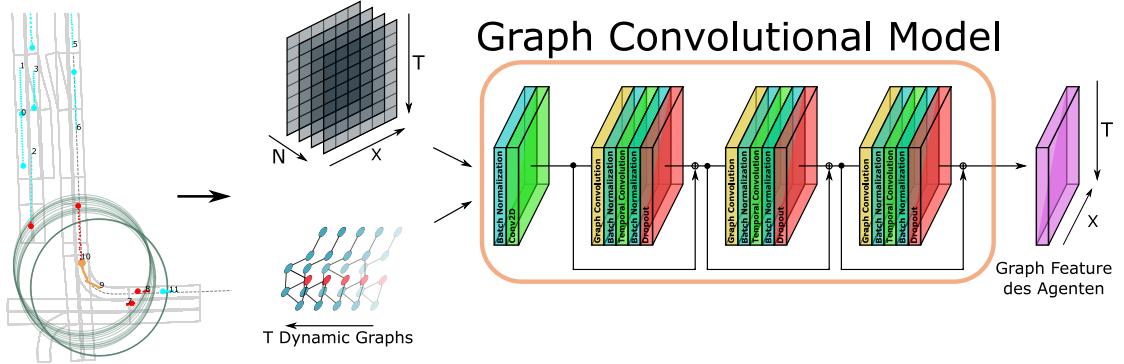 Graph Convolutional Model
5
1
3
0
6
2
10
9
8
7
11
T
N
X
T Dynamic Graphs
Batch Normalization
Conv2D
Graph Convolution
Batch Normalization
Temporal Convolution
Batch Normalization
Dropout
Graph Convolution
Batch Normalization
Temporal Convolution
Batch Normalization
Dropout
Graph Convolution
Batch Normalization
Temporal Convolution
Batch Normalization
Dropout
T
X
Graph Feature
des Agenten